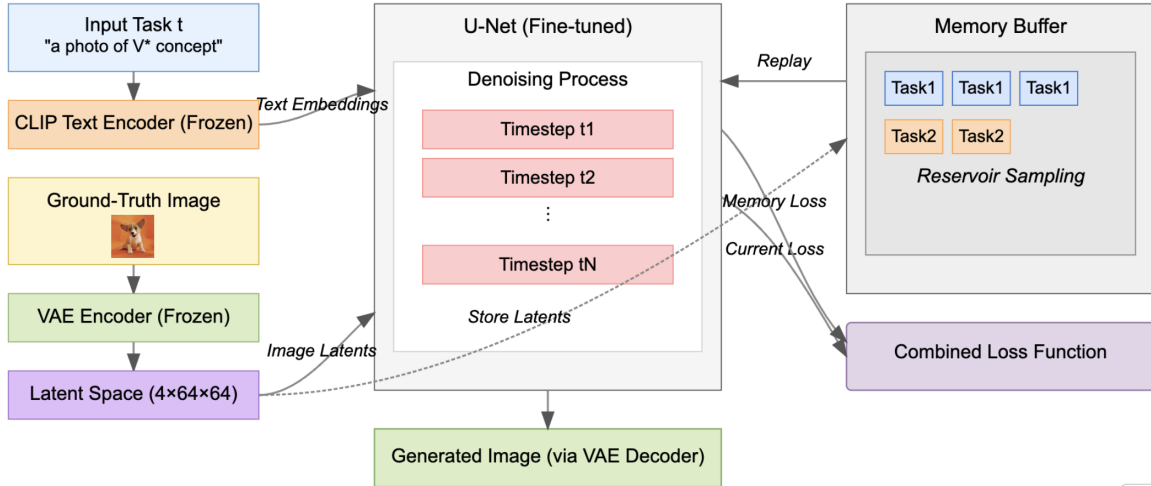 Input Task t
"a photo of V* concept"
CLIP Text Encoder (Frozen)
Text Embeddings
Ground-Truth Image
VAE Encoder (Frozen)
Latent Space (4×64×64)
Image Latents
U-Net (Fine-tuned)
Denoising Process
Timestep t1
Timestep t2
⋮
Timestep tN
Store Latents
Generated Image (via VAE Decoder)
Replay
Memory Loss
Current Loss
Memory Buffer
Task1 Task1 Task1
Task2 Task2
Reservoir Sampling
Combined Loss Function